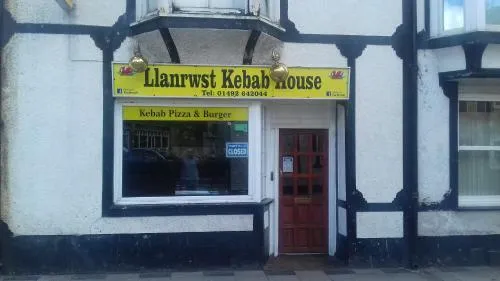 Llanrwst Kebab House
Tel: 01492 642044
Kebab Pizza & Burger
CLOSED